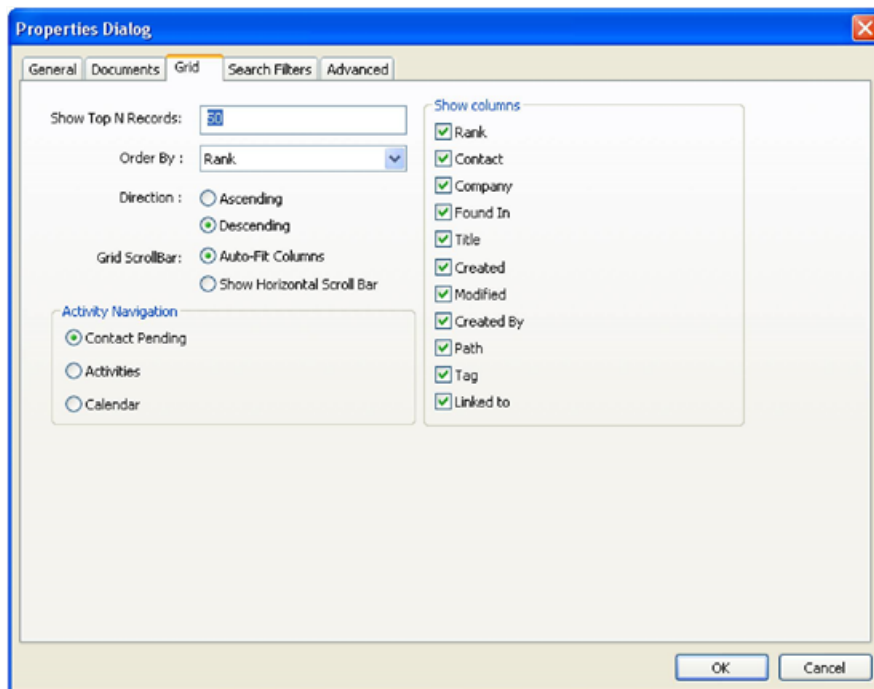 Properties Dialog
General Documents Grid Search Filters Advanced
Show Top N Records: 50
Order By : Rank
Direction : Ascending
Descending
Grid ScrollBar: Auto-Fit Columns
Show Horizontal Scroll Bar
Activity Navigation
Contact Pending
Activities
Calendar
Show columns
Rank
Contact
Company
Found In
Title
Created
Modified
Created By
Path
Tag
Linked to
OK Cancel